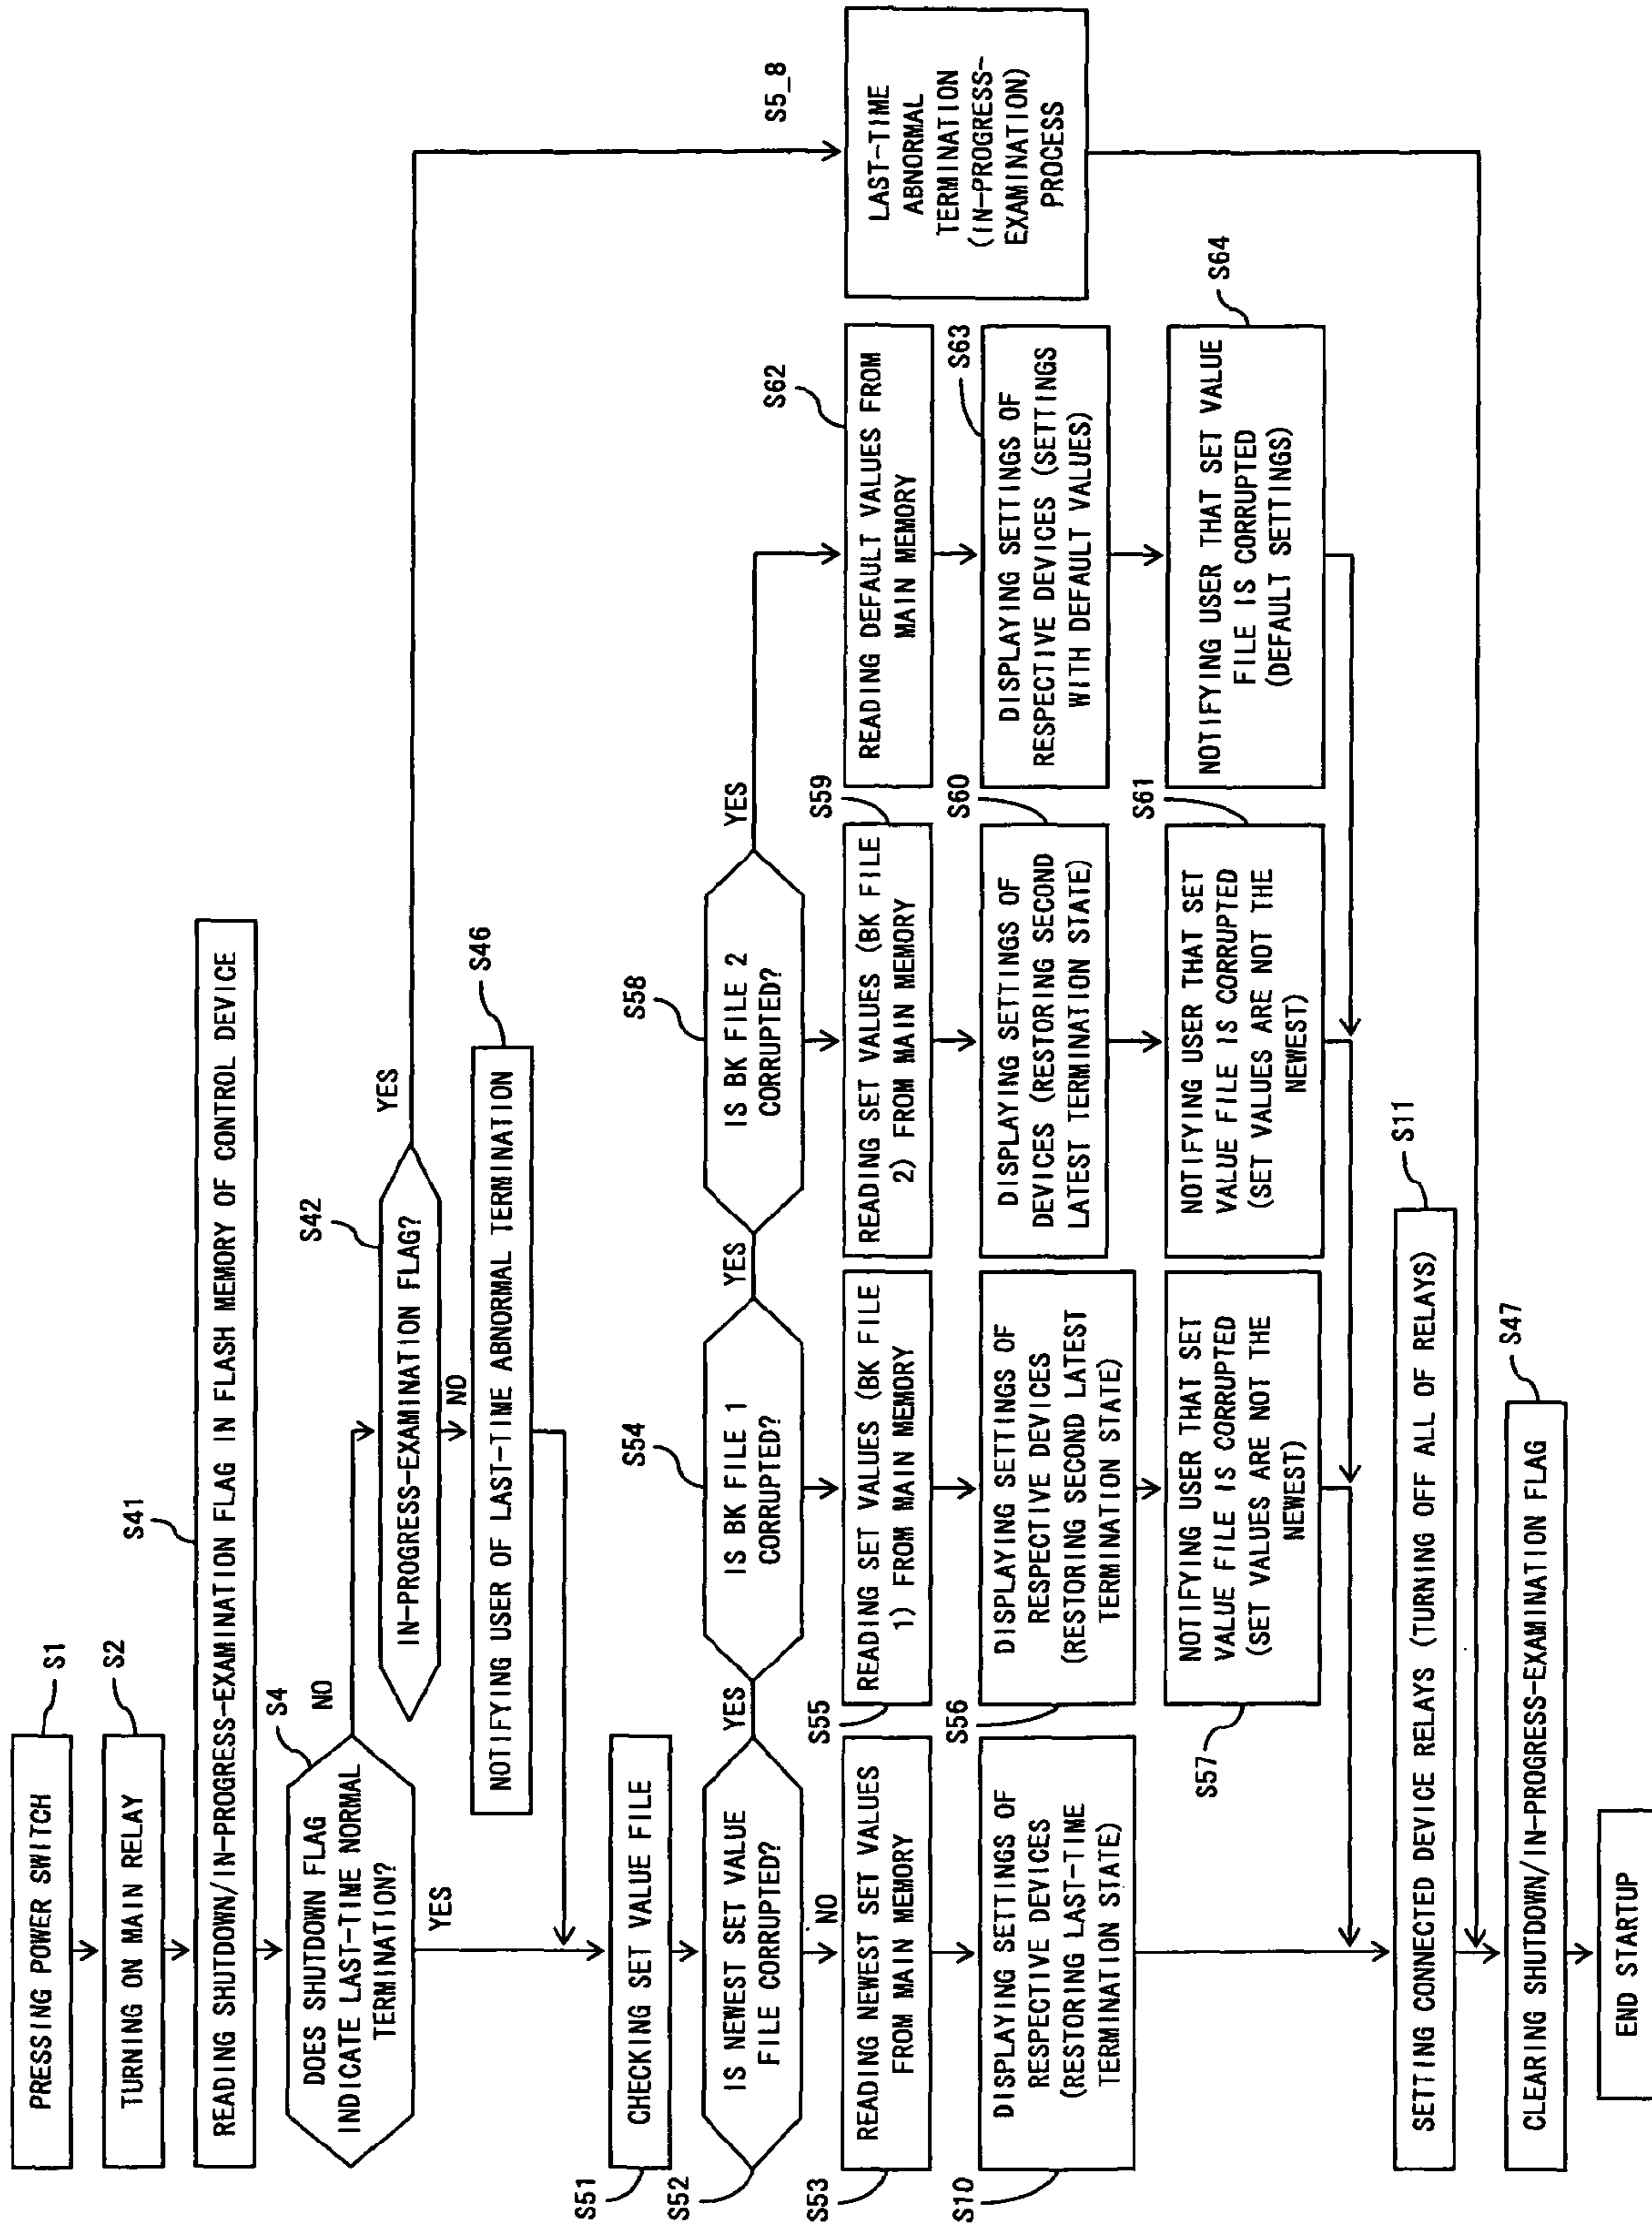 PRESSING POWER SWITCH
S1
TURNING ON MAIN RELAY
S2
S41
READING SHUTDOWN/IN-PROGRESS-EXAMINATION FLAG IN FLASH MEMORY OF CONTROL DEVICE
S4
DOES SHUTDOWN FLAG
INDICATE LAST-TIME NORMAL
TERMINATION?
NO
YES
S42
IN-PROGRESS-EXAMINATION FLAG?
YES
NO
S46
NOTIFYING USER OF LAST-TIME ABNORMAL TERMINATION
S5_8
LAST-TIME
ABNORMAL
TERMINATION
(IN-PROGRESS-
EXAMINATION)
PROCESS
S51
CHECKING SET VALUE FILE
S52
IS NEWEST SET VALUE
FILE CORRUPTED?
YES
NO
S54
IS BK FILE 1
CORRUPTED?
YES
S58
IS BK FILE 2
CORRUPTED?
YES
S53
READING NEWEST SET VALUES
FROM MAIN MEMORY
S55
READING SET VALUES (BK FILE
1) FROM MAIN MEMORY
S59
READING SET VALUES (BK FILE
2) FROM MAIN MEMORY
S62
READING DEFAULT VALUES FROM
MAIN MEMORY
S10
DISPLAYING SETTINGS OF
RESPECTIVE DEVICES
(RESTORING LAST-TIME
TERMINATION STATE)
S56
DISPLAYING SETTINGS OF
RESPECTIVE DEVICES
(RESTORING SECOND LATEST
TERMINATION STATE)
S60
DISPLAYING SETTINGS OF
DEVICES (RESTORING SECOND
LATEST TERMINATION STATE)
S63
DISPLAYING SETTINGS OF
RESPECTIVE DEVICES (SETTINGS
WITH DEFAULT VALUES)
S57
NOTIFYING USER THAT SET
VALUE FILE IS CORRUPTED
(SET VALUES ARE NOT THE
NEWEST)
S61
NOTIFYING USER THAT SET
VALUE FILE IS CORRUPTED
(SET VALUES ARE NOT THE
NEWEST)
S64
NOTIFYING USER THAT SET VALUE
FILE IS CORRUPTED
(DEFAULT SETTINGS)
S11
SETTING CONNECTED DEVICE RELAYS (TURNING OFF ALL OF RELAYS)
S47
CLEARING SHUTDOWN/IN-PROGRESS-EXAMINATION FLAG
END STARTUP